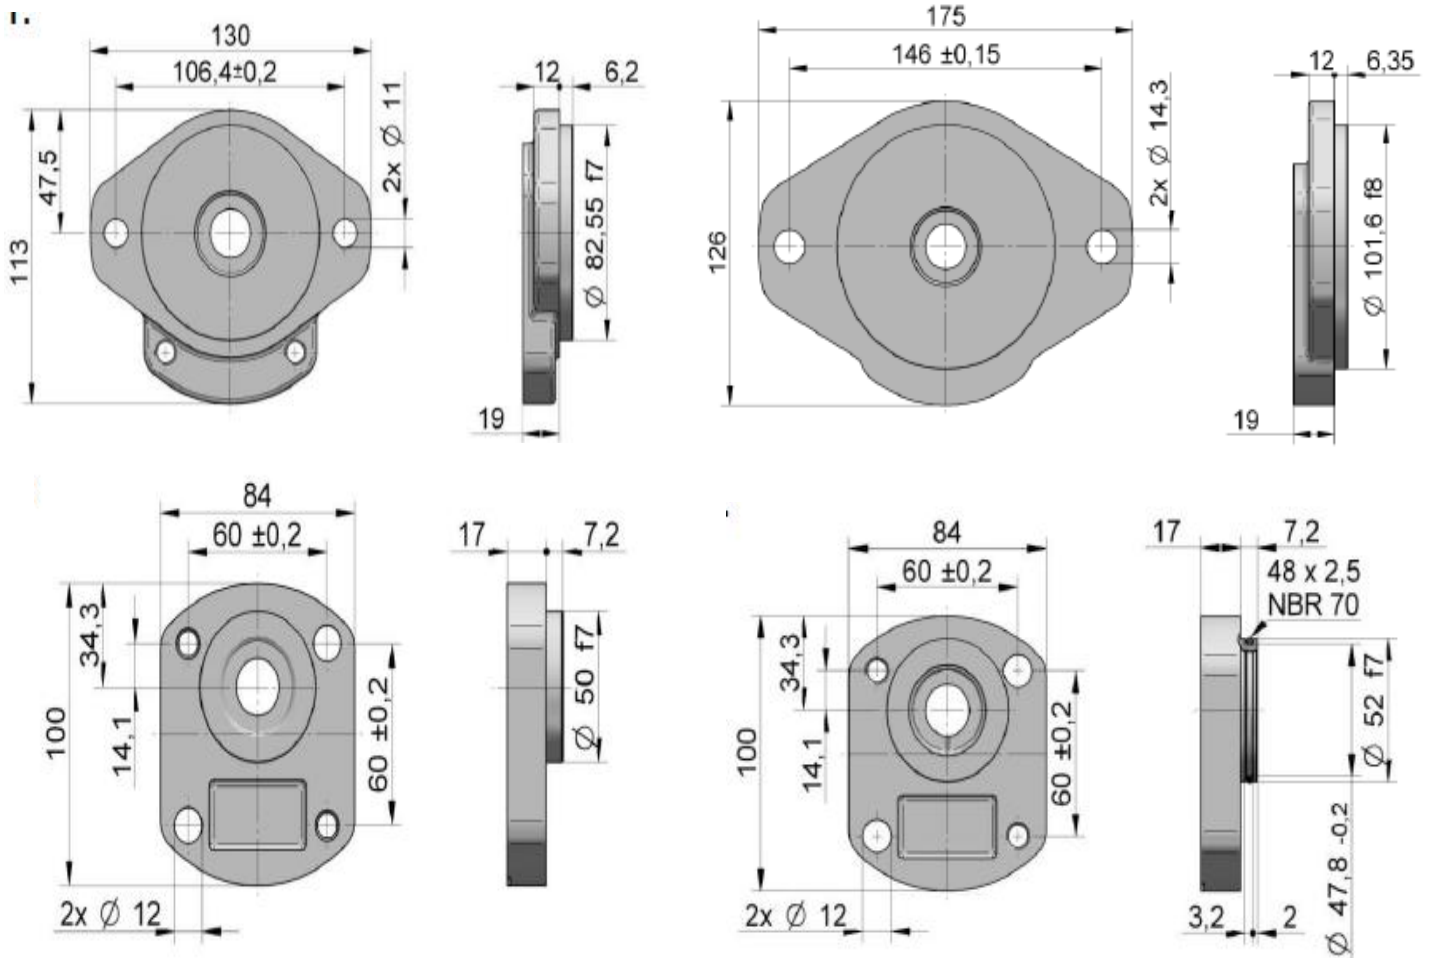 130
106,4±0,2
2x Ø 11
47,5
113
12
6,2
Ø 82,55 f7
19
175
146 ±0,15
2x Ø 14,3
126
12
6,35
Ø 101,6 f8
19
84
60 ±0,2
34,3
14,1
100
60 ±0,2
2x Ø 12
17
7,2
Ø 50 f7
84
60 ±0,2
34,3
14,1
100
60 ±0,2
2x Ø 12
17
7,2
48 x 2,5
NBR 70
Ø 52 f7
Ø 47,8 -0,2
3,2
2